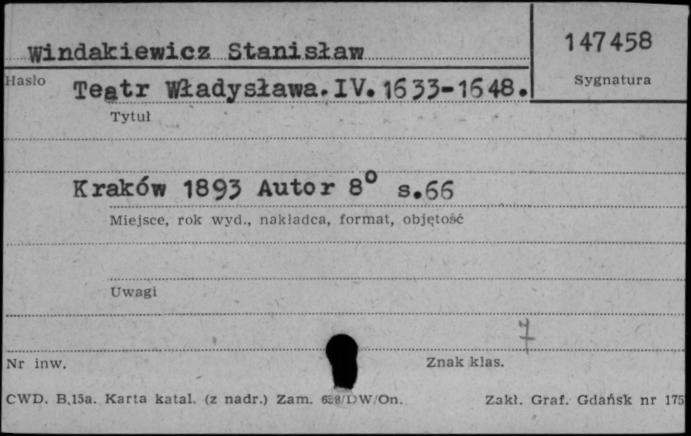 Windakiewicz Stanisław
147458
Hasło
Sygnatura
Teatr Władysława.IV.1633-1648.
Tytuł
Kraków 1893 Autor 8° s.66
Miejsce, rok wyd., nakładca, format, objętość
Uwagi
7
Nr inw.
Znak klas.
CWD. B.15a. Karta katal. (z nadr.) Zam. /DW/On.
Zakł. Graf. Gdańsk nr 175